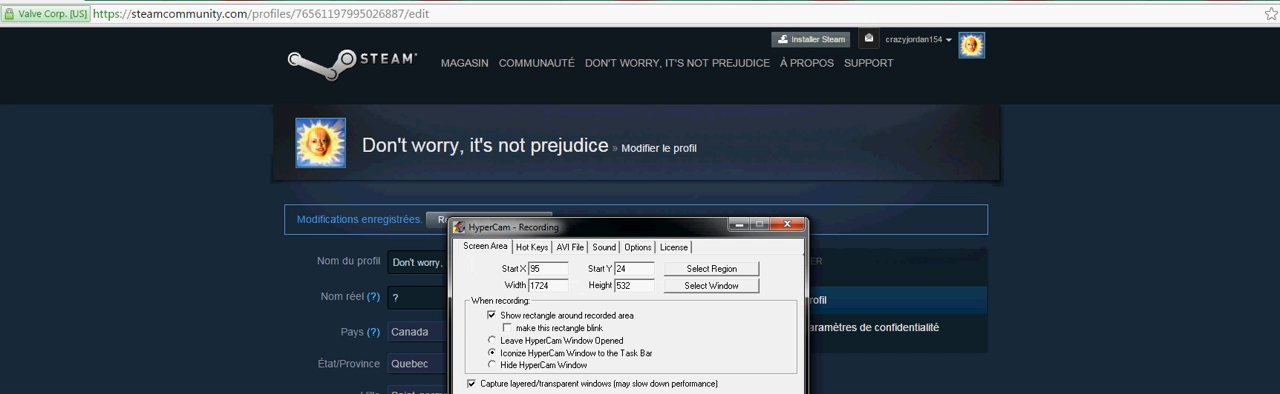 Valve Corp. [US] https://steamcommunity.com/profiles/76561197995026887/edit
Installer Steam crazyjordan154
STEAM MAGASIN COMMUNAUTÉ DON'T WORRY, IT'S NOT PREJUDICE À PROPOS SUPPORT
Don't worry, it's not prejudice » Modifier le profil
Modifications enregistrées.
HyperCam - Recording
Screen Area Hot Keys AVI File Sound Options License
Nom du profil Don't worry,
Start X 95 Start Y 24 Select Region
Width 1724 Height 532 Select Window
Nom réel (?) ?
When recording:
Show rectangle around recorded area
make this rectangle blink
Pays (?) Canada
Leave HyperCam Window Opened
Iconize HyperCam Window to the Task Bar
État/Province Quebec
Hide HyperCam Window
Capture layered/transparent windows (may slow down performance)
ofil
aramètres de confidentialité